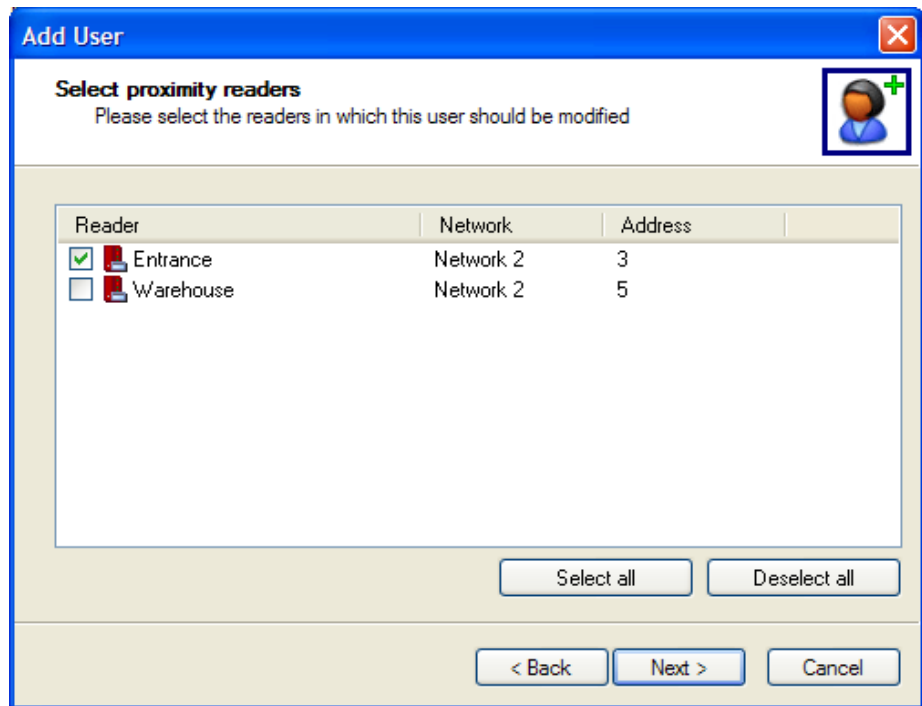 Add User
Select proximity readers
Please select the readers in which this user should be modified
Reader Network Address
Entrance Network 2 3
Warehouse Network 2 5
Select all Deselect all
< Back Next > Cancel